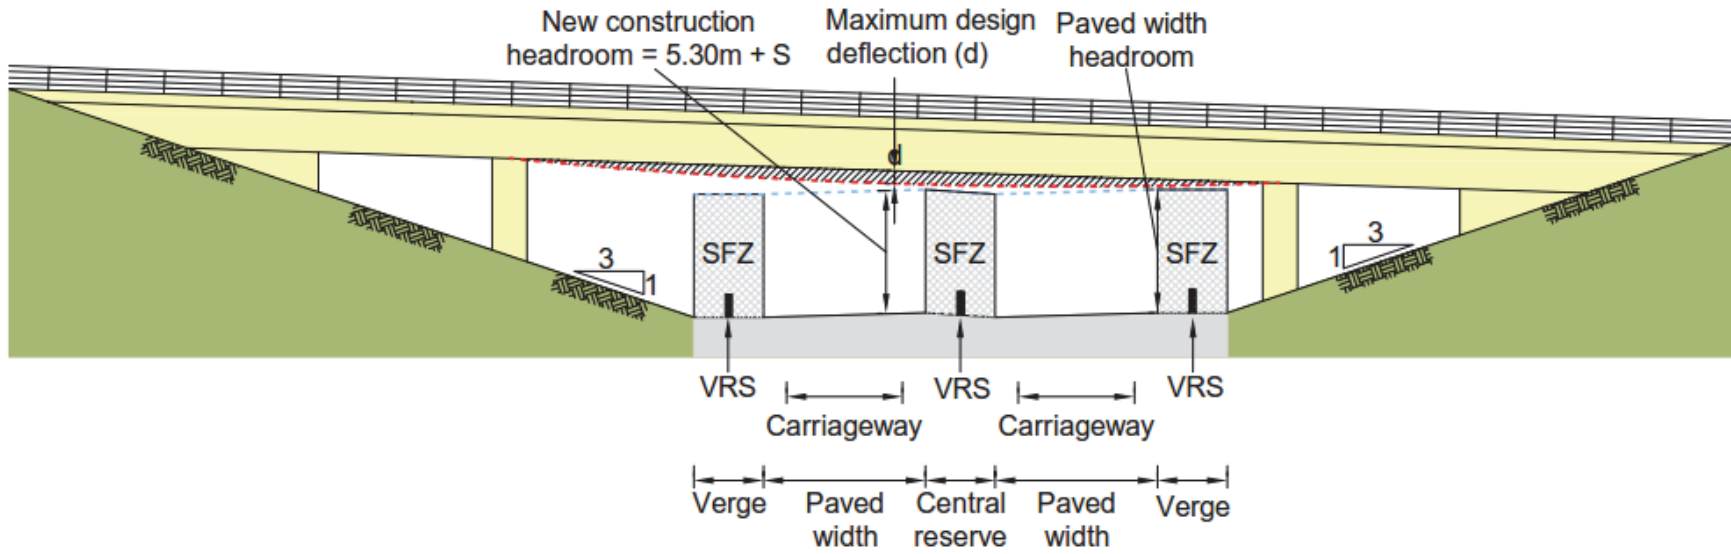 New construction
headroom = 5.30m + S
Maximum design
deflection (d)
Paved width
headroom
d
SFZ
SFZ
SFZ
3
1
3
1
VRS
VRS
VRS
Carriageway
Carriageway
Verge
Paved
width
Central
reserve
Paved
width
Verge